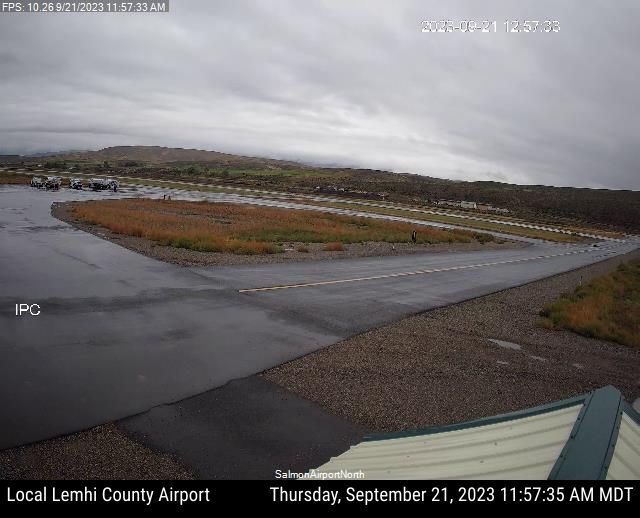 FPS: 10.26 9/21/2023 11:57:33 AM
2023-09-21 12:57:33
IPC
SalmonAirportNorth
Local Lemhi County Airport Thursday, September 21, 2023 11:57:35 AM MDT